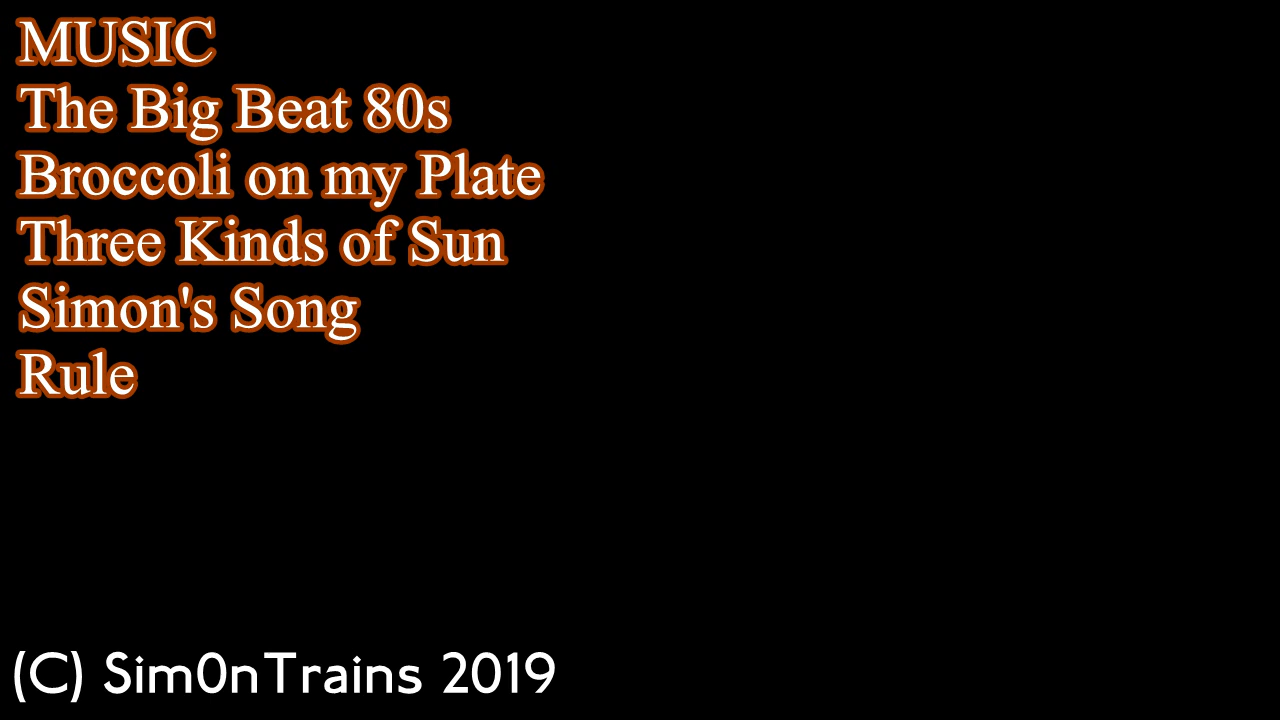 MUSIC
The Big Beat 80s
Broccoli on my Plate
Three Kinds of Sun
Simon's Song
Rule
(C) Sim0nTrains 2019